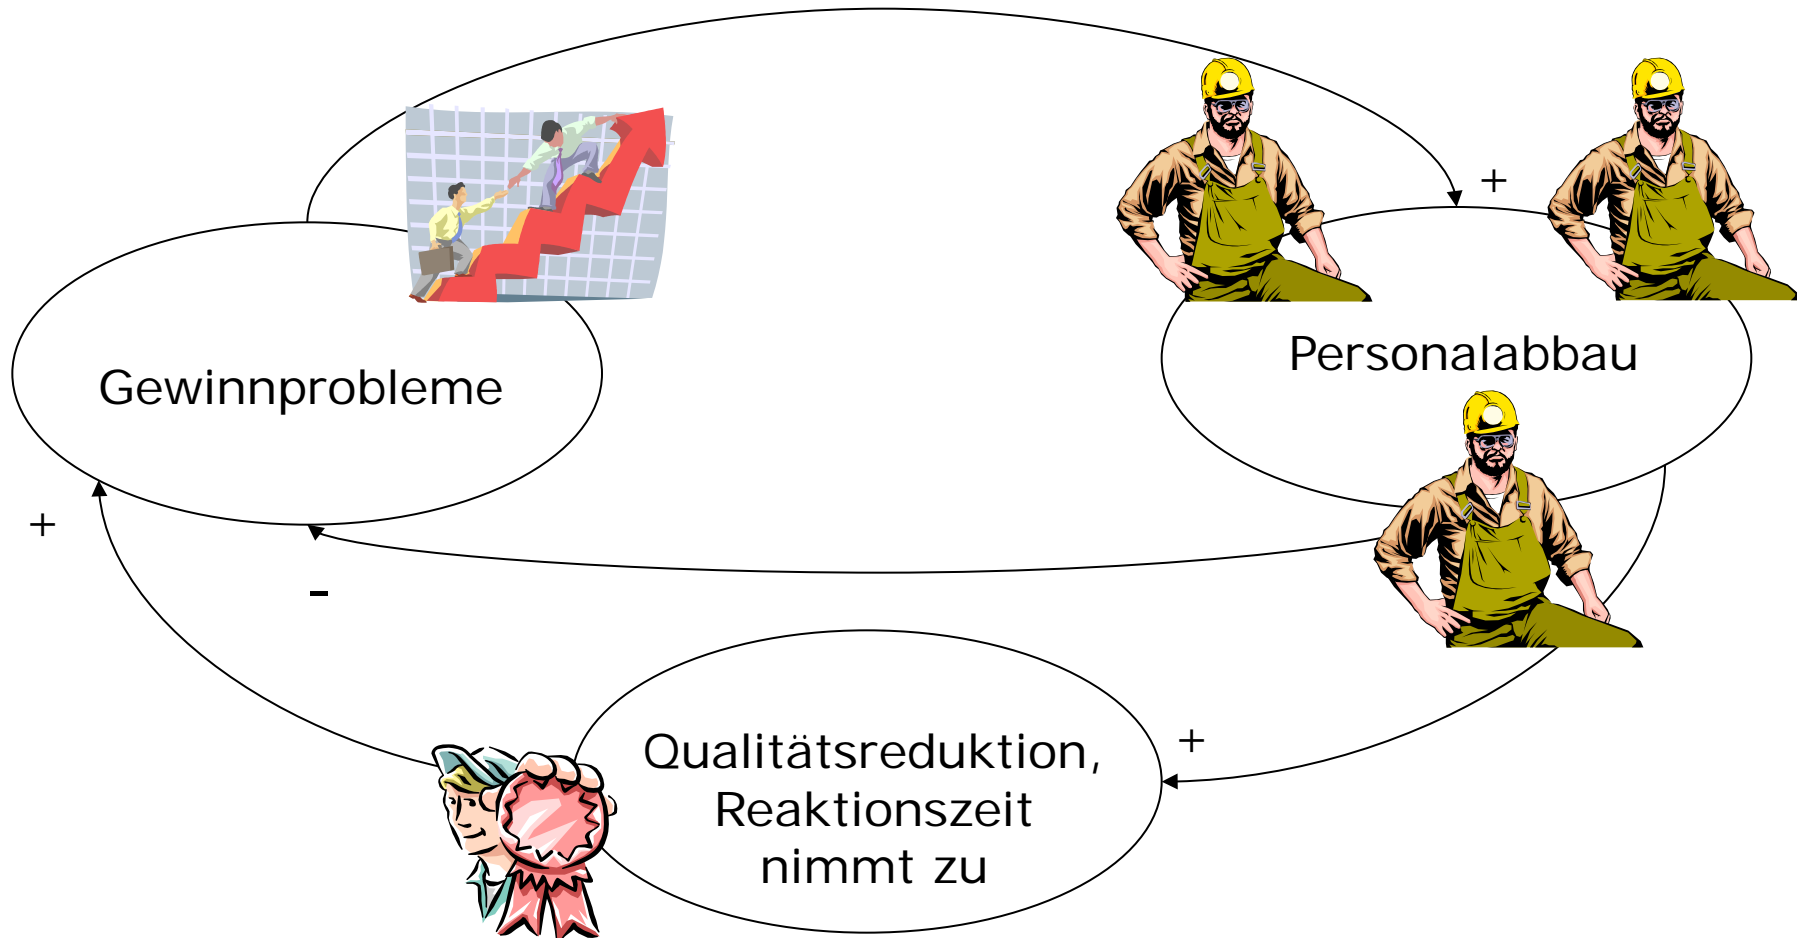 +
Personalabbau
Gewinnprobleme
+
-
+
Qualitätsreduktion,
Reaktionszeit
nimmt zu